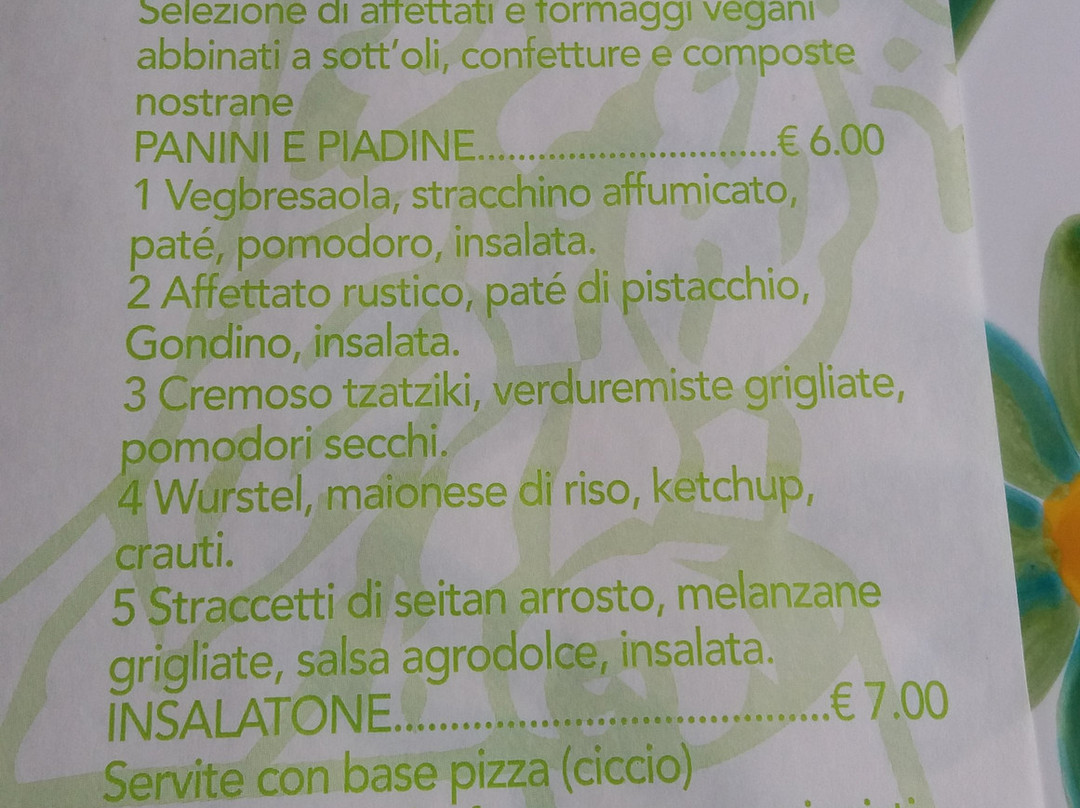 Selezione di affettati e formaggi vegani
abbinati a sott'oli, confetture e composte
nostrane
PANINI E PIADINE..............................€ 6.00
1 Vegbresaola, stracchino affumicato,
paté, pomodoro, insalata.
2 Affettato rustico, paté di pistacchio,
Gondino, insalata.
3 Cremoso tzatziki, verduremiste grigliate,
pomodori secchi.
4 Wurstel, maionese di riso, ketchup,
crauti.
5 Straccetti di seitan arrosto, melanzane
grigliate, salsa agrodolce, insalata.
INSALATONE.....................................€ 7.00
Servite con base pizza (ciccio)